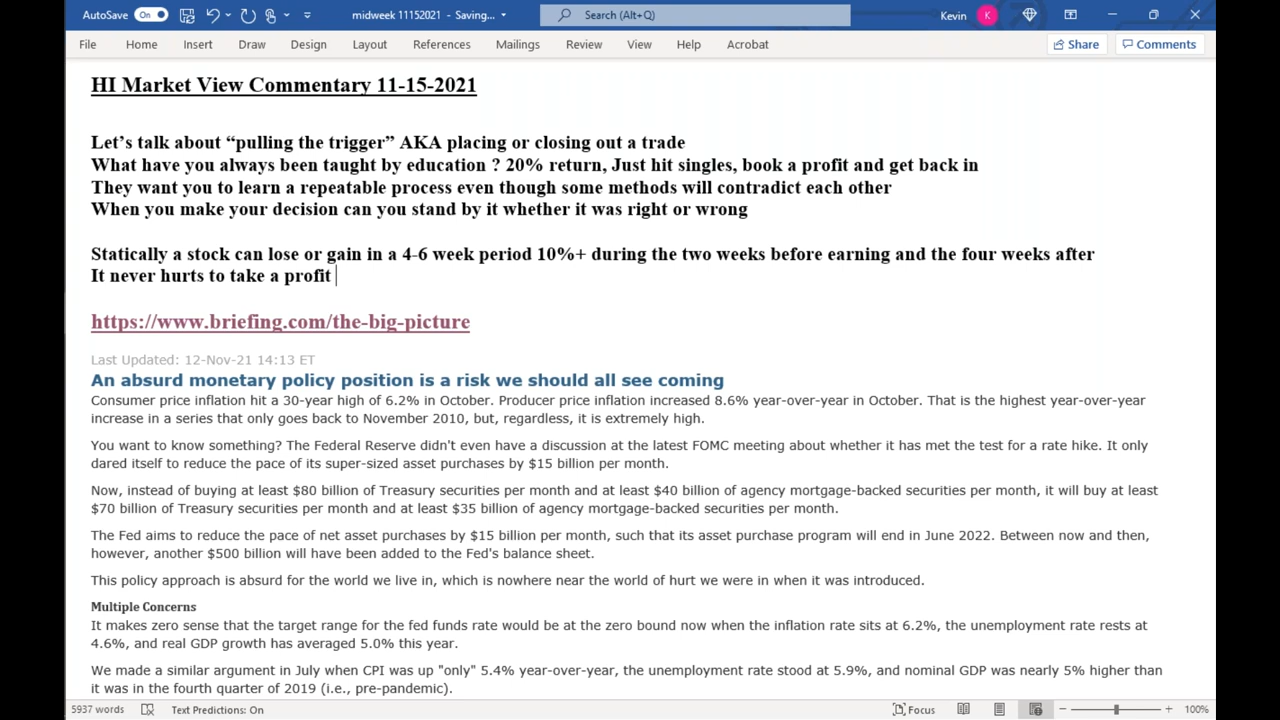 AutoSave On midweek 11152021 - Saving... Search (Alt+Q) Kevin K
File Home Insert Draw Design Layout References Mailings Review View Help Acrobat Share Comments
HI Market View Commentary 11-15-2021
Let's talk about “pulling the trigger” AKA placing or closing out a trade
What have you always been taught by education ? 20% return, Just hit singles, book a profit and get back in
They want you to learn a repeatable process even though some methods will contradict each other
When you make your decision can you stand by it whether it was right or wrong
Statically a stock can lose or gain in a 4-6 week period 10%+ during the two weeks before earning and the four weeks after
It never hurts to take a profit
https://www.briefing.com/the-big-picture
Last Updated: 12-Nov-21 14:13 ET
An absurd monetary policy position is a risk we should all see coming
Consumer price inflation hit a 30-year high of 6.2% in October. Producer price inflation increased 8.6% year-over-year in October. That is the highest year-over-year
increase in a series that only goes back to November 2010, but, regardless, it is extremely high.
You want to know something? The Federal Reserve didn't even have a discussion at the latest FOMC meeting about whether it has met the test for a rate hike. It only
dared itself to reduce the pace of its super-sized asset purchases by $15 billion per month.
Now, instead of buying at least $80 billion of Treasury securities per month and at least $40 billion of agency mortgage-backed securities per month, it will buy at least
$70 billion of Treasury securities per month and at least $35 billion of agency mortgage-backed securities per month.
The Fed aims to reduce the pace of net asset purchases by $15 billion per month, such that its asset purchase program will end in June 2022. Between now and then,
however, another $500 billion will have been added to the Fed's balance sheet.
This policy approach is absurd for the world we live in, which is nowhere near the world of hurt we were in when it was introduced.
Multiple Concerns
It makes zero sense that the target range for the fed funds rate would be at the zero bound now when the inflation rate sits at 6.2%, the unemployment rate rests at
4.6%, and real GDP growth has averaged 5.0% this year.
We made a similar argument in July when CPI was up "only" 5.4% year-over-year, the unemployment rate stood at 5.9%, and nominal GDP was nearly 5% higher than
it was in the fourth quarter of 2019 (i.e., pre-pandemic).
5937 words Text Predictions: On Focus 100%